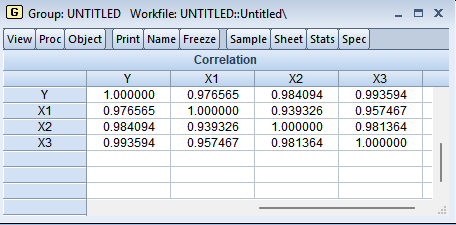 G Group: UNTITLED Workfile: UNTITLED::Untitled\
View Proc Object Print Name Freeze Sample Sheet Stats Spec
Correlation
Y X1 X2 X3
Y 1.000000 0.976565 0.984094 0.993594
X1 0.976565 1.000000 0.939326 0.957467
X2 0.984094 0.939326 1.000000 0.981364
X3 0.993594 0.957467 0.981364 1.000000